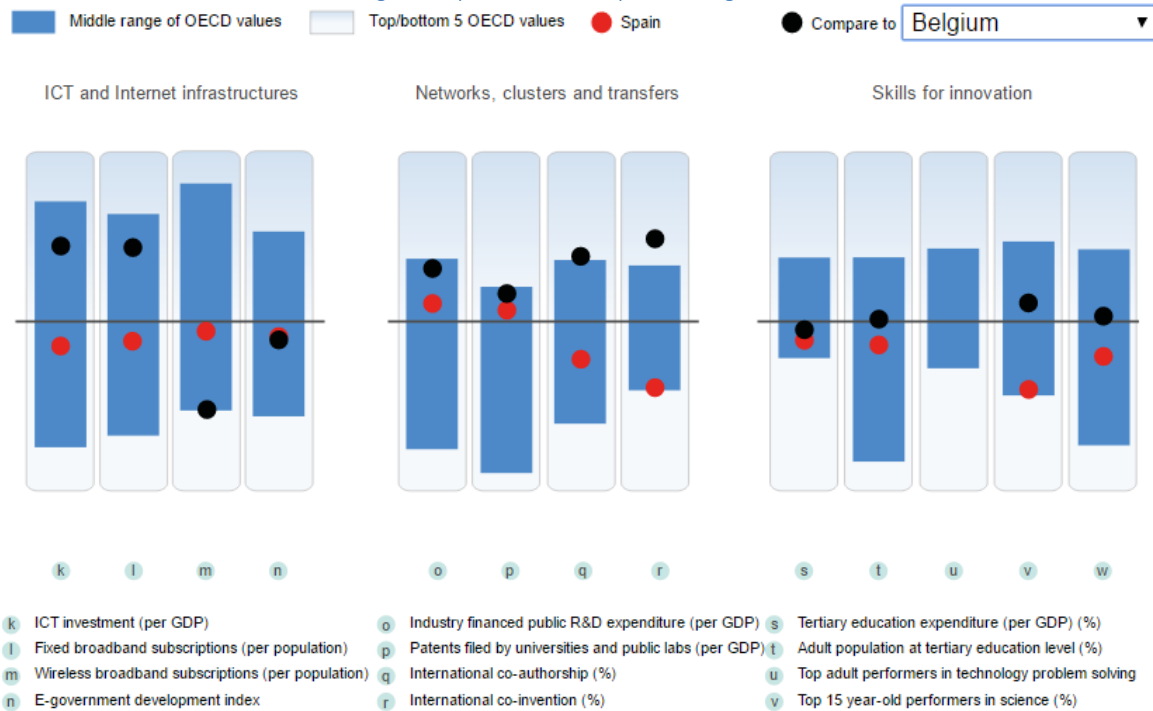 Middle range of OECD values Top/bottom 5 OECD values Spain Compare to Belgium
ICT and Internet infrastructures Networks, clusters and transfers Skills for innovation
k l m n o p q r s t u v w
k ICT investment (per GDP)
l Fixed broadband subscriptions (per population)
m Wireless broadband subscriptions (per population)
n E-government development index
o Industry financed public R&D expenditure (per GDP)
p Patents filed by universities and public labs (per GDP)
q International co-authorship (%)
r International co-invention (%)
s Tertiary education expenditure (per GDP) (%)
t Adult population at tertiary education level (%)
u Top adult performers in technology problem solving
v Top 15 year-old performers in science (%)